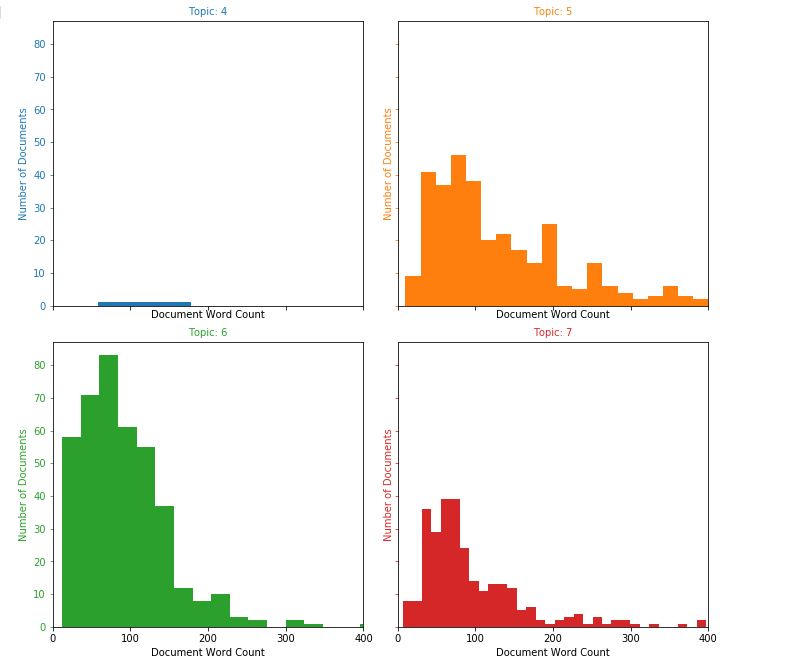 Topic: 4
Topic: 5
Number of Documents
80
70
60
50
40
30
20
10
0
Document Word Count
Number of Documents
Document Word Count
Topic: 6
Topic: 7
Number of Documents
80
70
60
50
40
30
20
10
0
0 100 200 300 400
Document Word Count
Number of Documents
0 100 200 300 400
Document Word Count